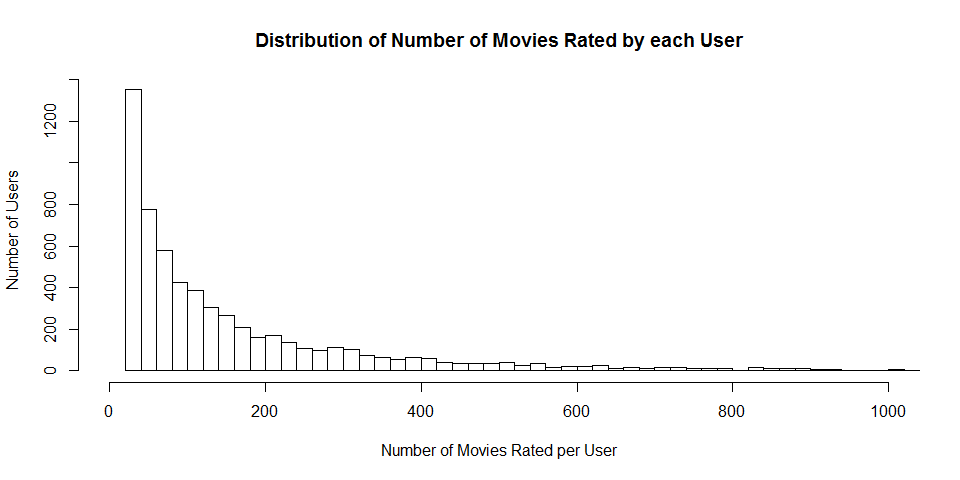 Distribution of Number of Movies Rated by each User
Number of Users
1200
800
600
400
200
0
0 200 400 600 800 1000
Number of Movies Rated per User